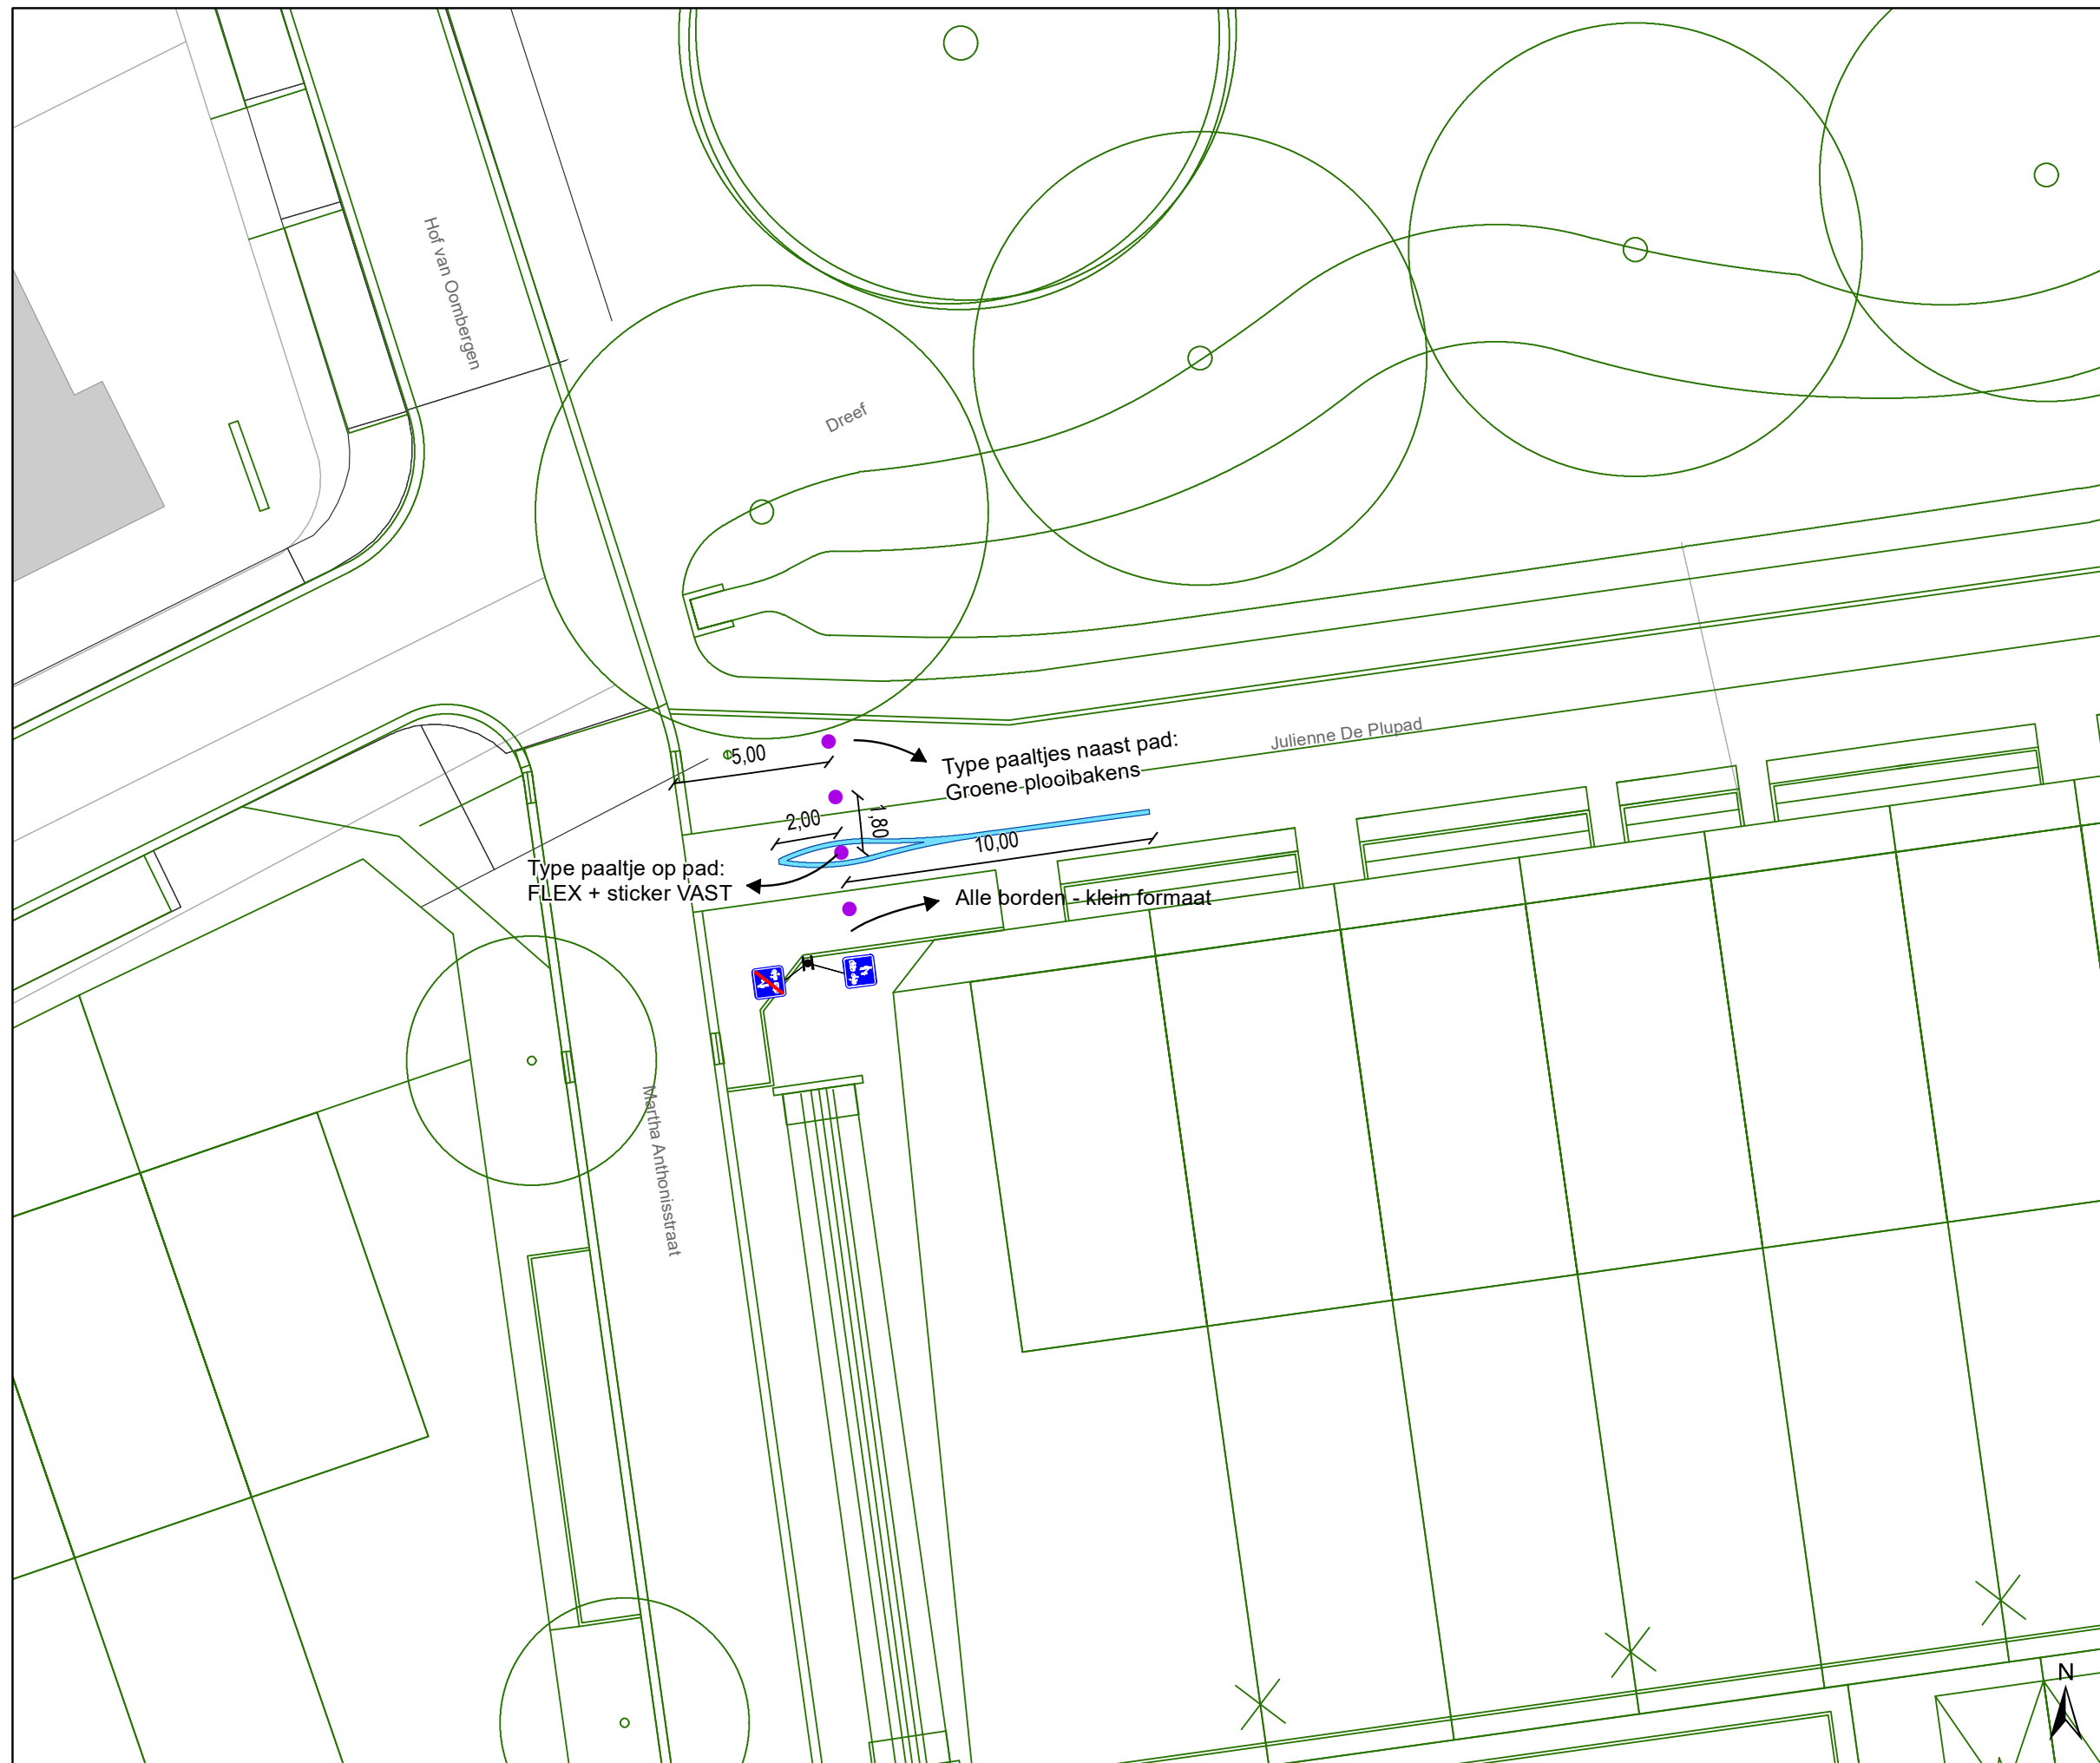 Hof van Oombergen
Dreef
Julienne De Plupad
5,00
Type paaltjes naast pad:
Groene plooibakens
2,00
1,80
10,00
Type paaltje op pad:
FLEX + sticker VAST
Alle borden - klein formaat
Martha Anthonisstraat
N